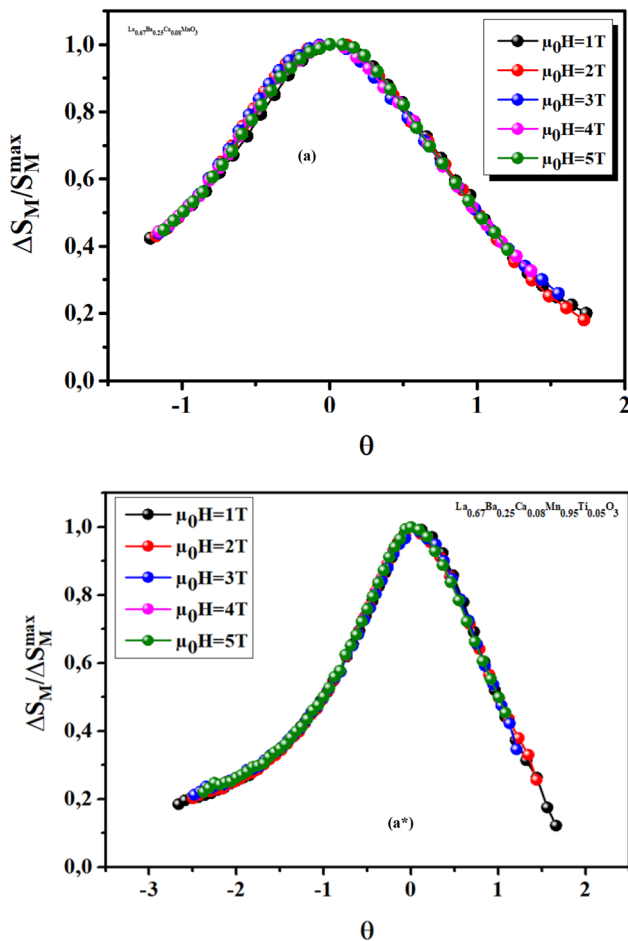 La0.67Ba0.25Ca0.08MnO3
1,0
0,8
0,6
0,4
0,2
0,0
ΔSM/SMmax
(a)
µ0H=1T
µ0H=2T
µ0H=3T
µ0H=4T
µ0H=5T
-1 0 1 2
θ
µ0H=1T
µ0H=2T
µ0H=3T
µ0H=4T
µ0H=5T
La0.67Ba0.25Ca0.08Mn0.95Ti0.05O3
1,0
0,8
0,6
0,4
0,2
0,0
ΔSM/ΔSMmax
(a*)
-3 -2 -1 0 1 2
θ